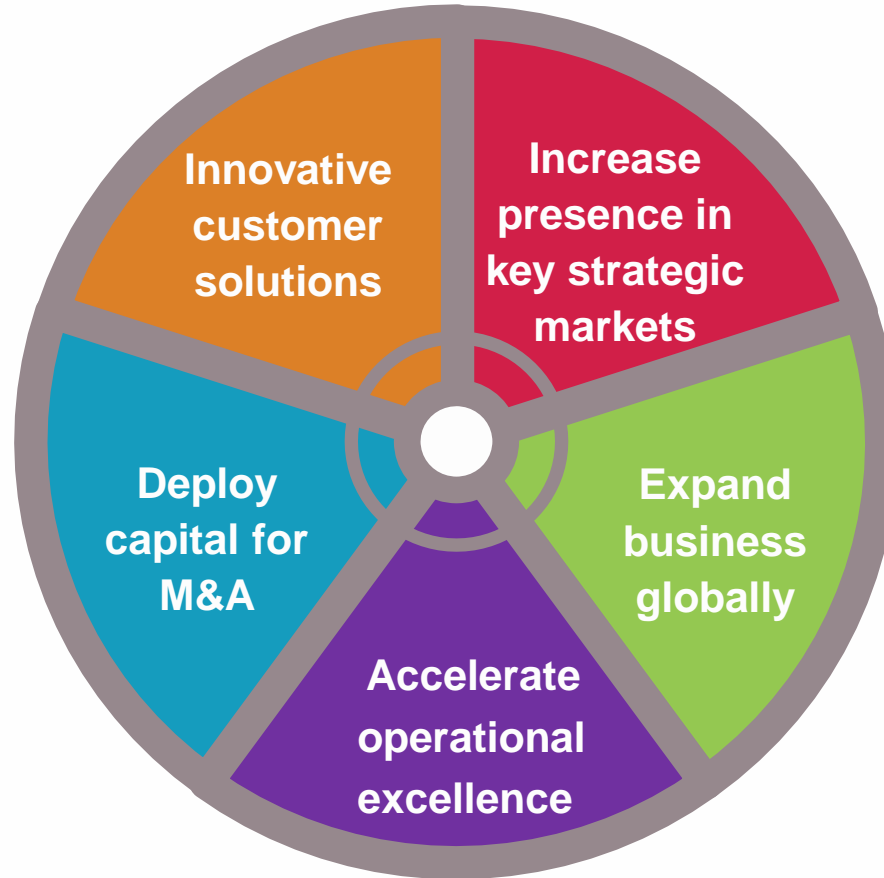 Innovative
customer
solutions
Increase
presence in
key strategic
markets
Expand
business
globally
Accelerate
operational
excellence
Deploy
capital for
M&A